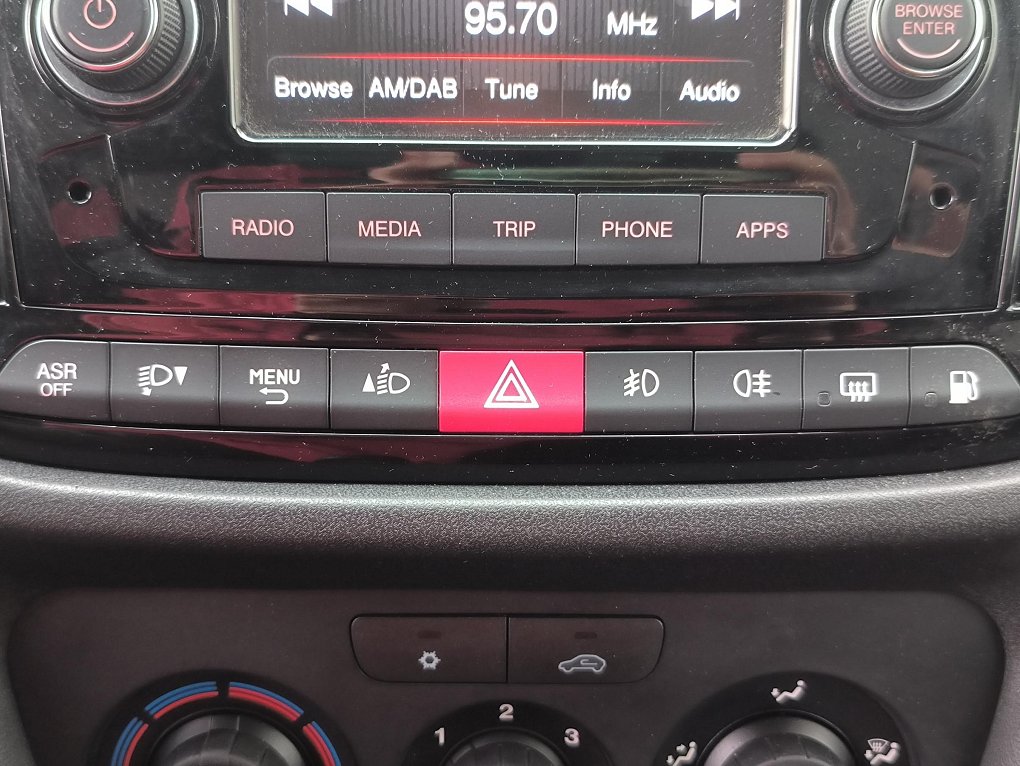 95.70 MHz
BROWSE
ENTER
Browse AM/DAB Tune Info Audio
RADIO MEDIA TRIP PHONE APPS
ASR
OFF
MENU
2
1 3